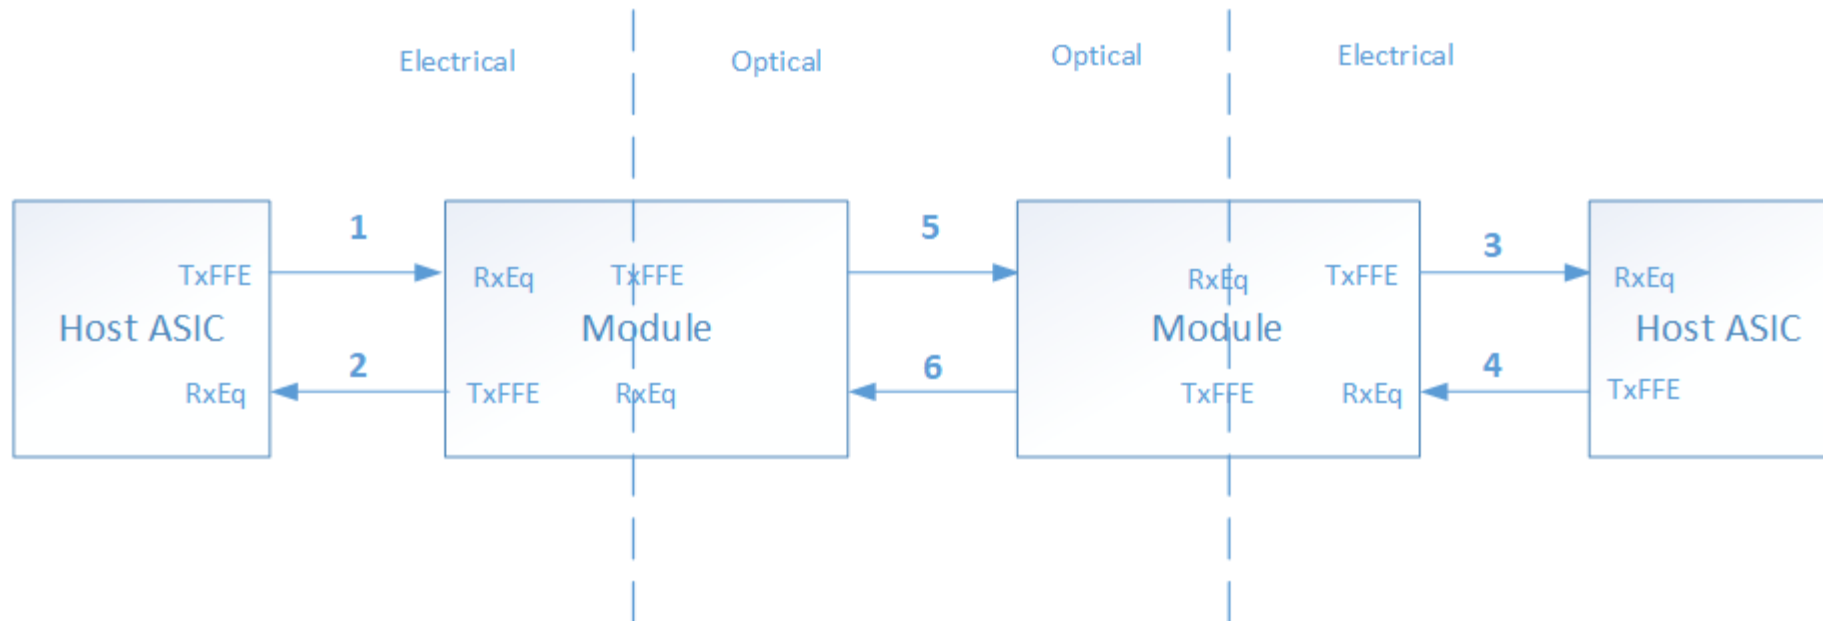 Electrical
Optical
Optical
Electrical
1
5
3
TxFFE
RxEq
TxFFE
RxEq
TxFFE
RxEq
Host ASIC
Module
Module
Host ASIC
2
6
4
RxEq
TxFFE
RxEq
TxFFE
RxEq
TxFFE